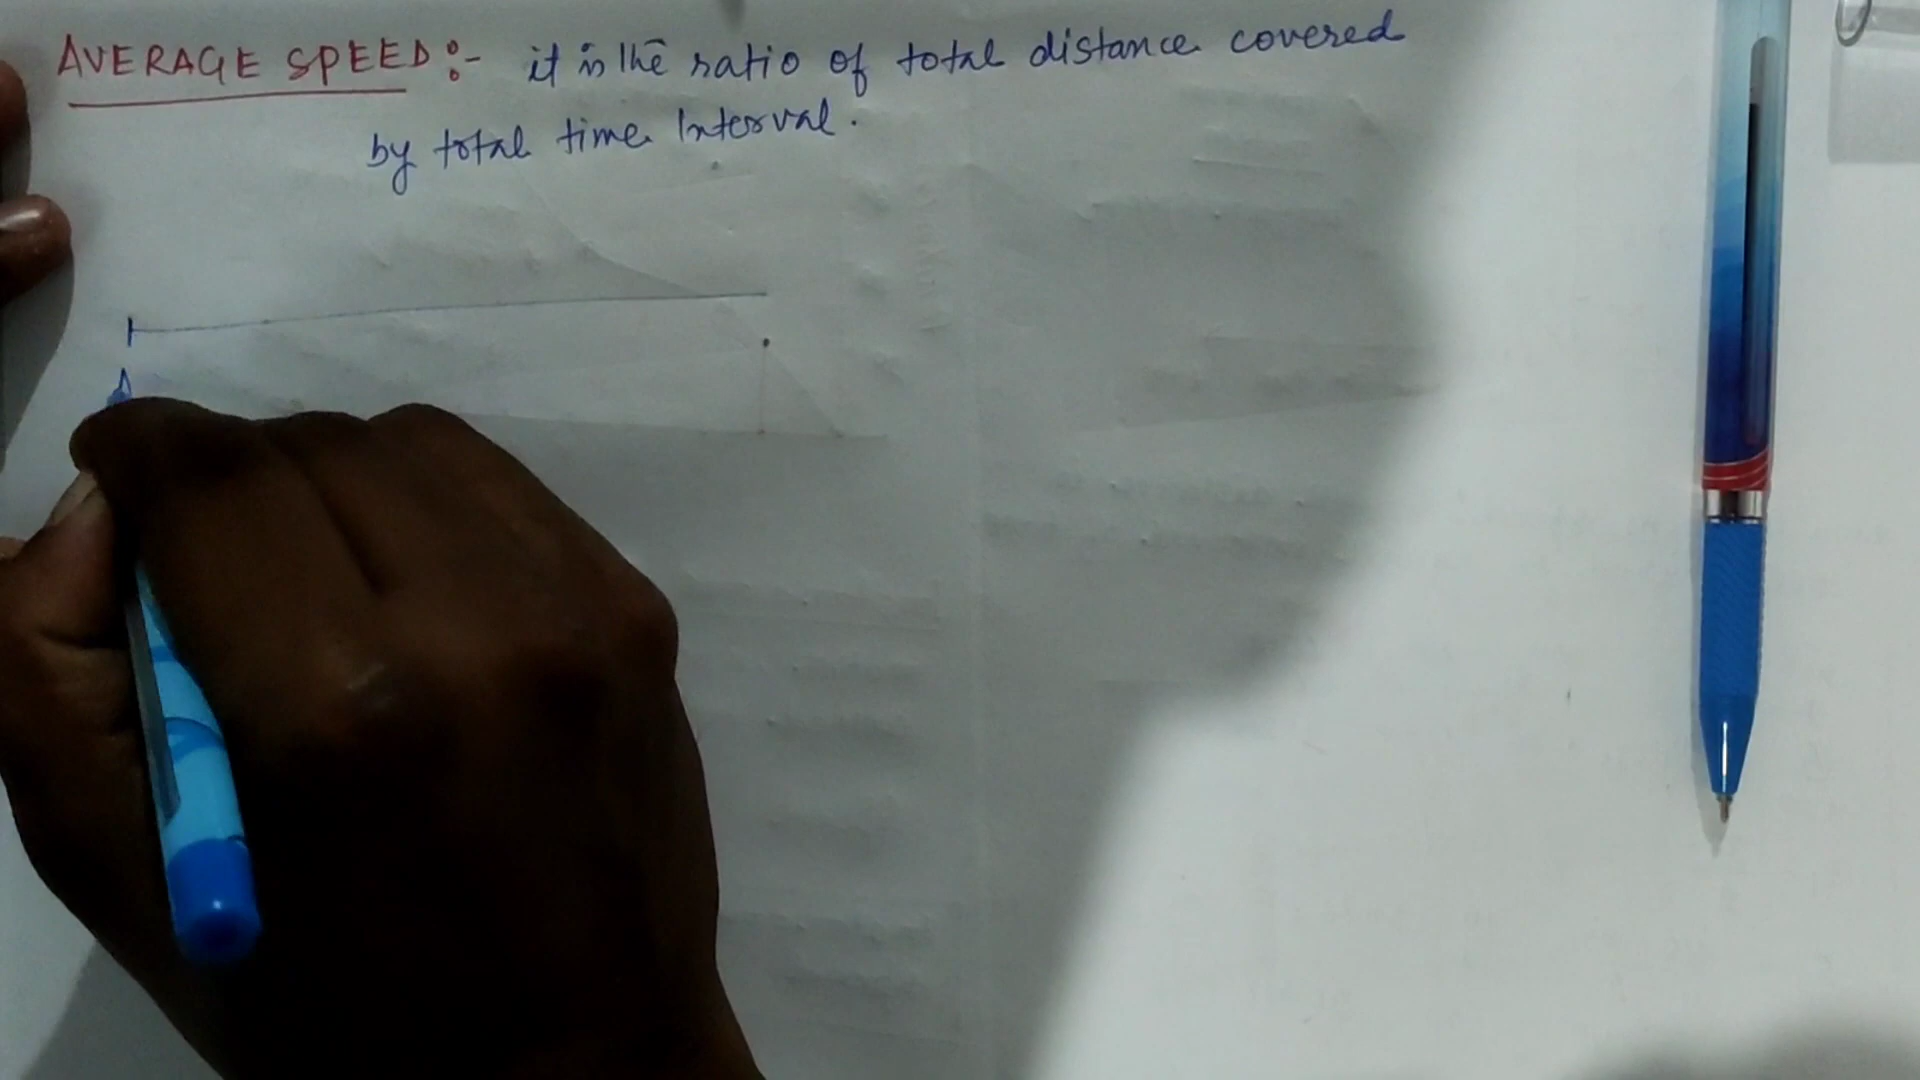 AVERAGE SPEED :- it is the ratio of total distance covered
by total time Interval.
A